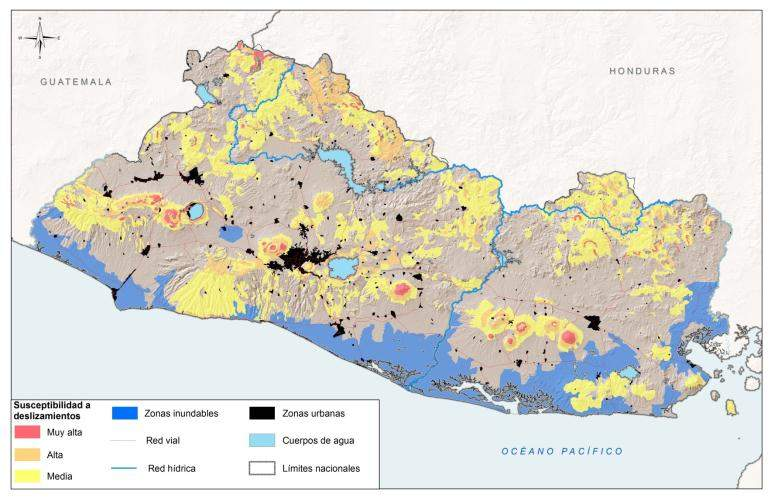 N
W
E
S
GUATEMALA
HONDURAS
OCÉANO PACÍFICO
Susceptibilidad a
deslizamientos
Muy alta
Alta
Media
Zonas inundables
Red vial
Red hídrica
Zonas urbanas
Cuerpos de agua
Límites nacionales